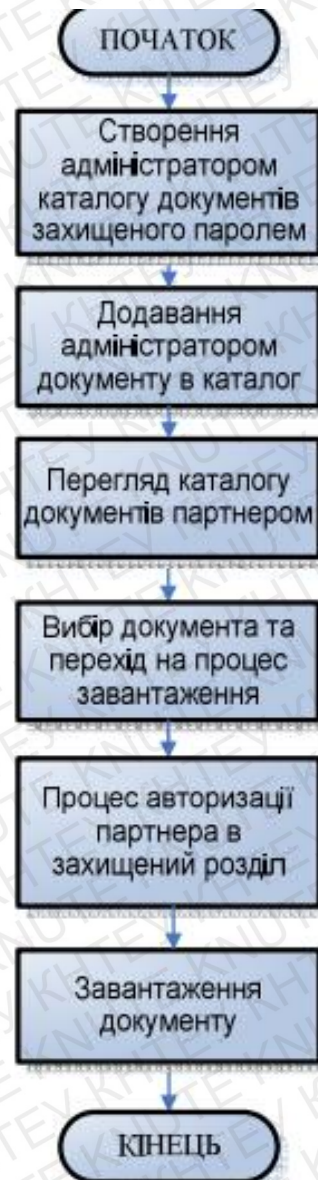 ПОЧАТОК
Створення
адміністратором
каталогу документів
захищеного паролем
Додавання
адміністратором
документу в каталог
Перегляд каталогу
документів партнером
Вибір документа та
перехід на процес
завантаження
Процес авторизації
партнера в
захищений розділ
Завантаження
документу
КІНЕЦЬ